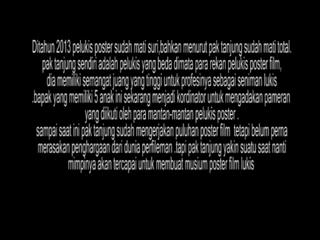 Ditahun 2013 pelukis poster sudah mati suri,bahkan menurut pak tanjung sudah mati total.
pak tanjung sendiri adalah pelukis yang beda dimata para rekan pelukis poster film,
dia memiliki semangat juang yang tinggi untuk profesinya sebagai seniman lukis
.bapak yang memiliki 5 anak ini sekarang menjadi kordinator untuk mengadakan pameran
yang diikuti oleh para mantan-mantan pelukis poster .
sampai saat ini pak tanjung sudah mengerjakan puluhan poster film tetapi belum perna
merasakan penghargaan dari dunia perfileman .tapi pak tanjung yakin suatu saat nanti
mimpinya akan tercapai untuk membuat musium poster film lukis